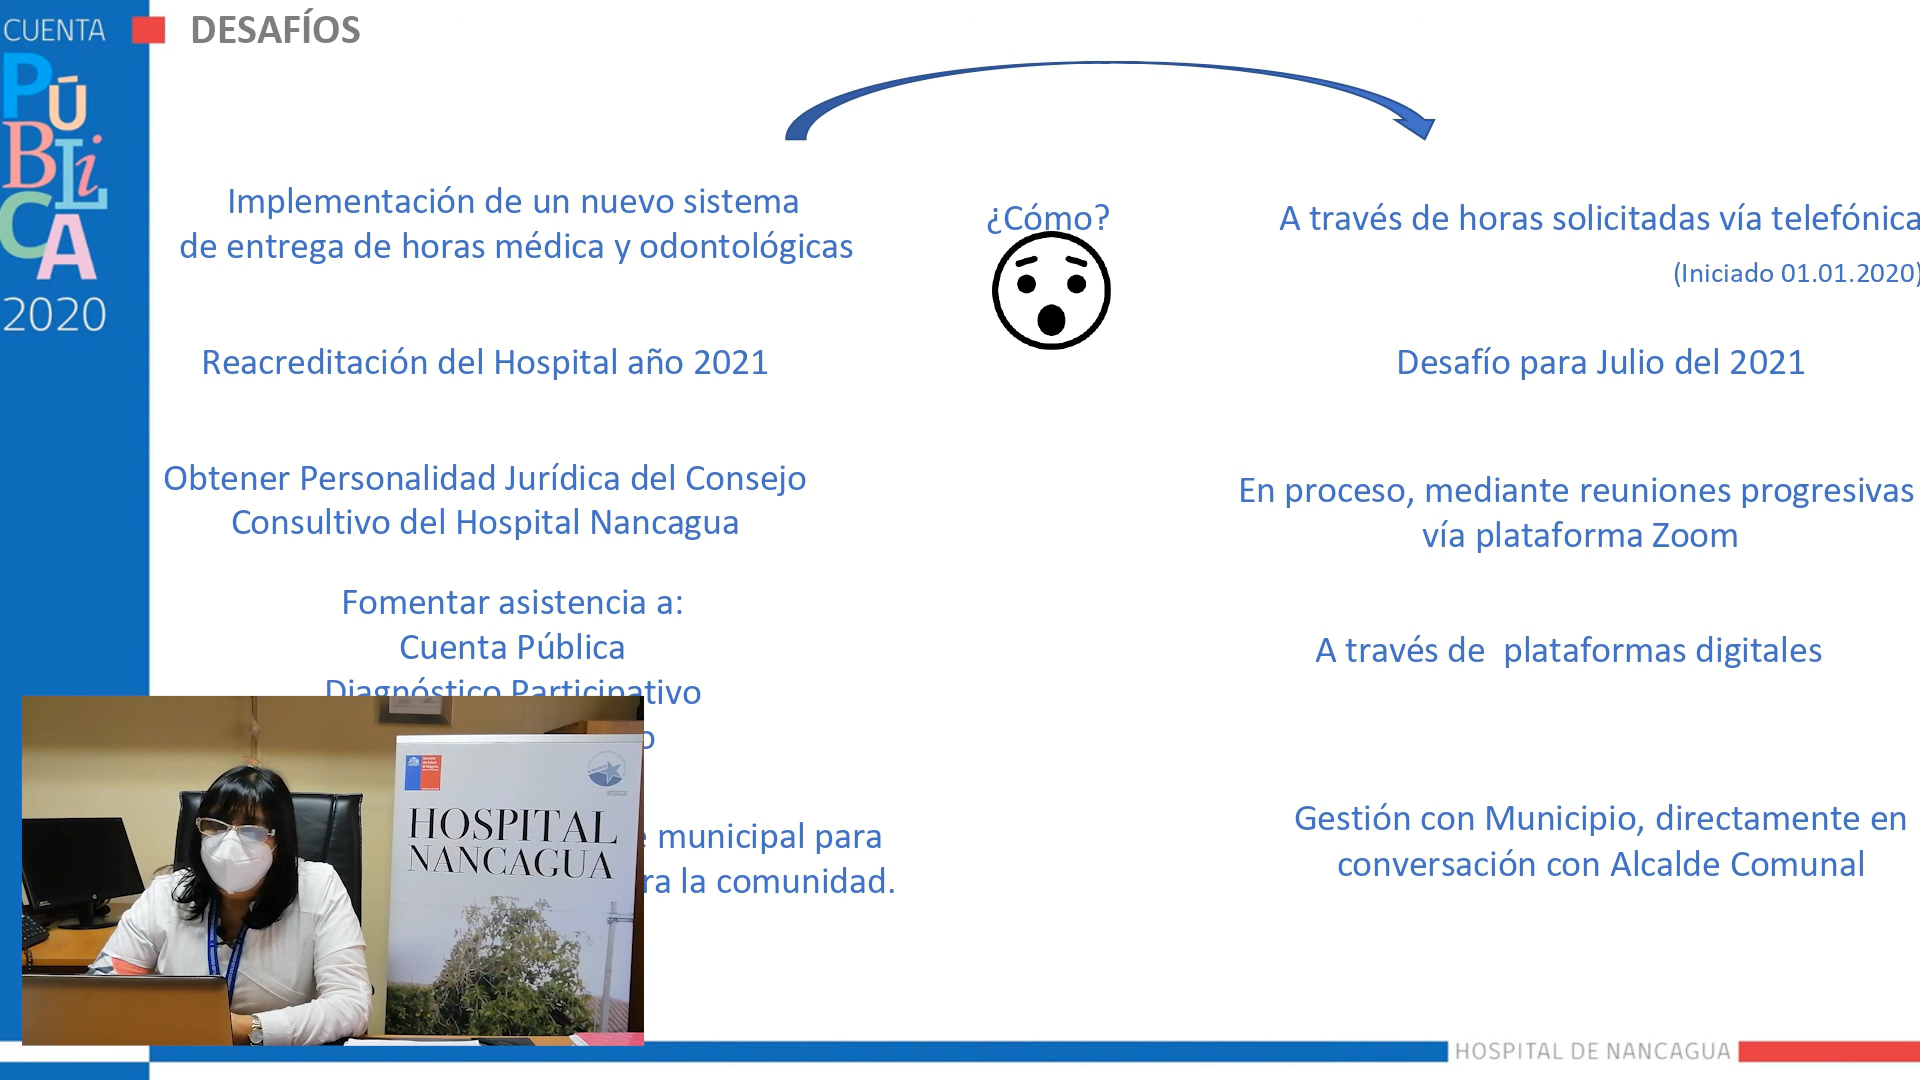 CUENTA
PÚBLiCA
2020
DESAFÍOS
Implementación de un nuevo sistema
de entrega de horas médica y odontológicas
¿Cómo?
A través de horas solicitadas vía telefónica
(Iniciado 01.01.2020)
Reacreditación del Hospital año 2021
Desafío para Julio del 2021
Obtener Personalidad Jurídica del Consejo
Consultivo del Hospital Nancagua
En proceso, mediante reuniones progresivas
vía plataforma Zoom
Fomentar asistencia a:
Cuenta Pública
Diagnóstico Participativo
A través de  plataformas digitales
municipal para
la comunidad.
Gestión con Municipio, directamente en
conversación con Alcalde Comunal
HOSPITAL
NANCAGUA
HOSPITAL DE NANCAGUA